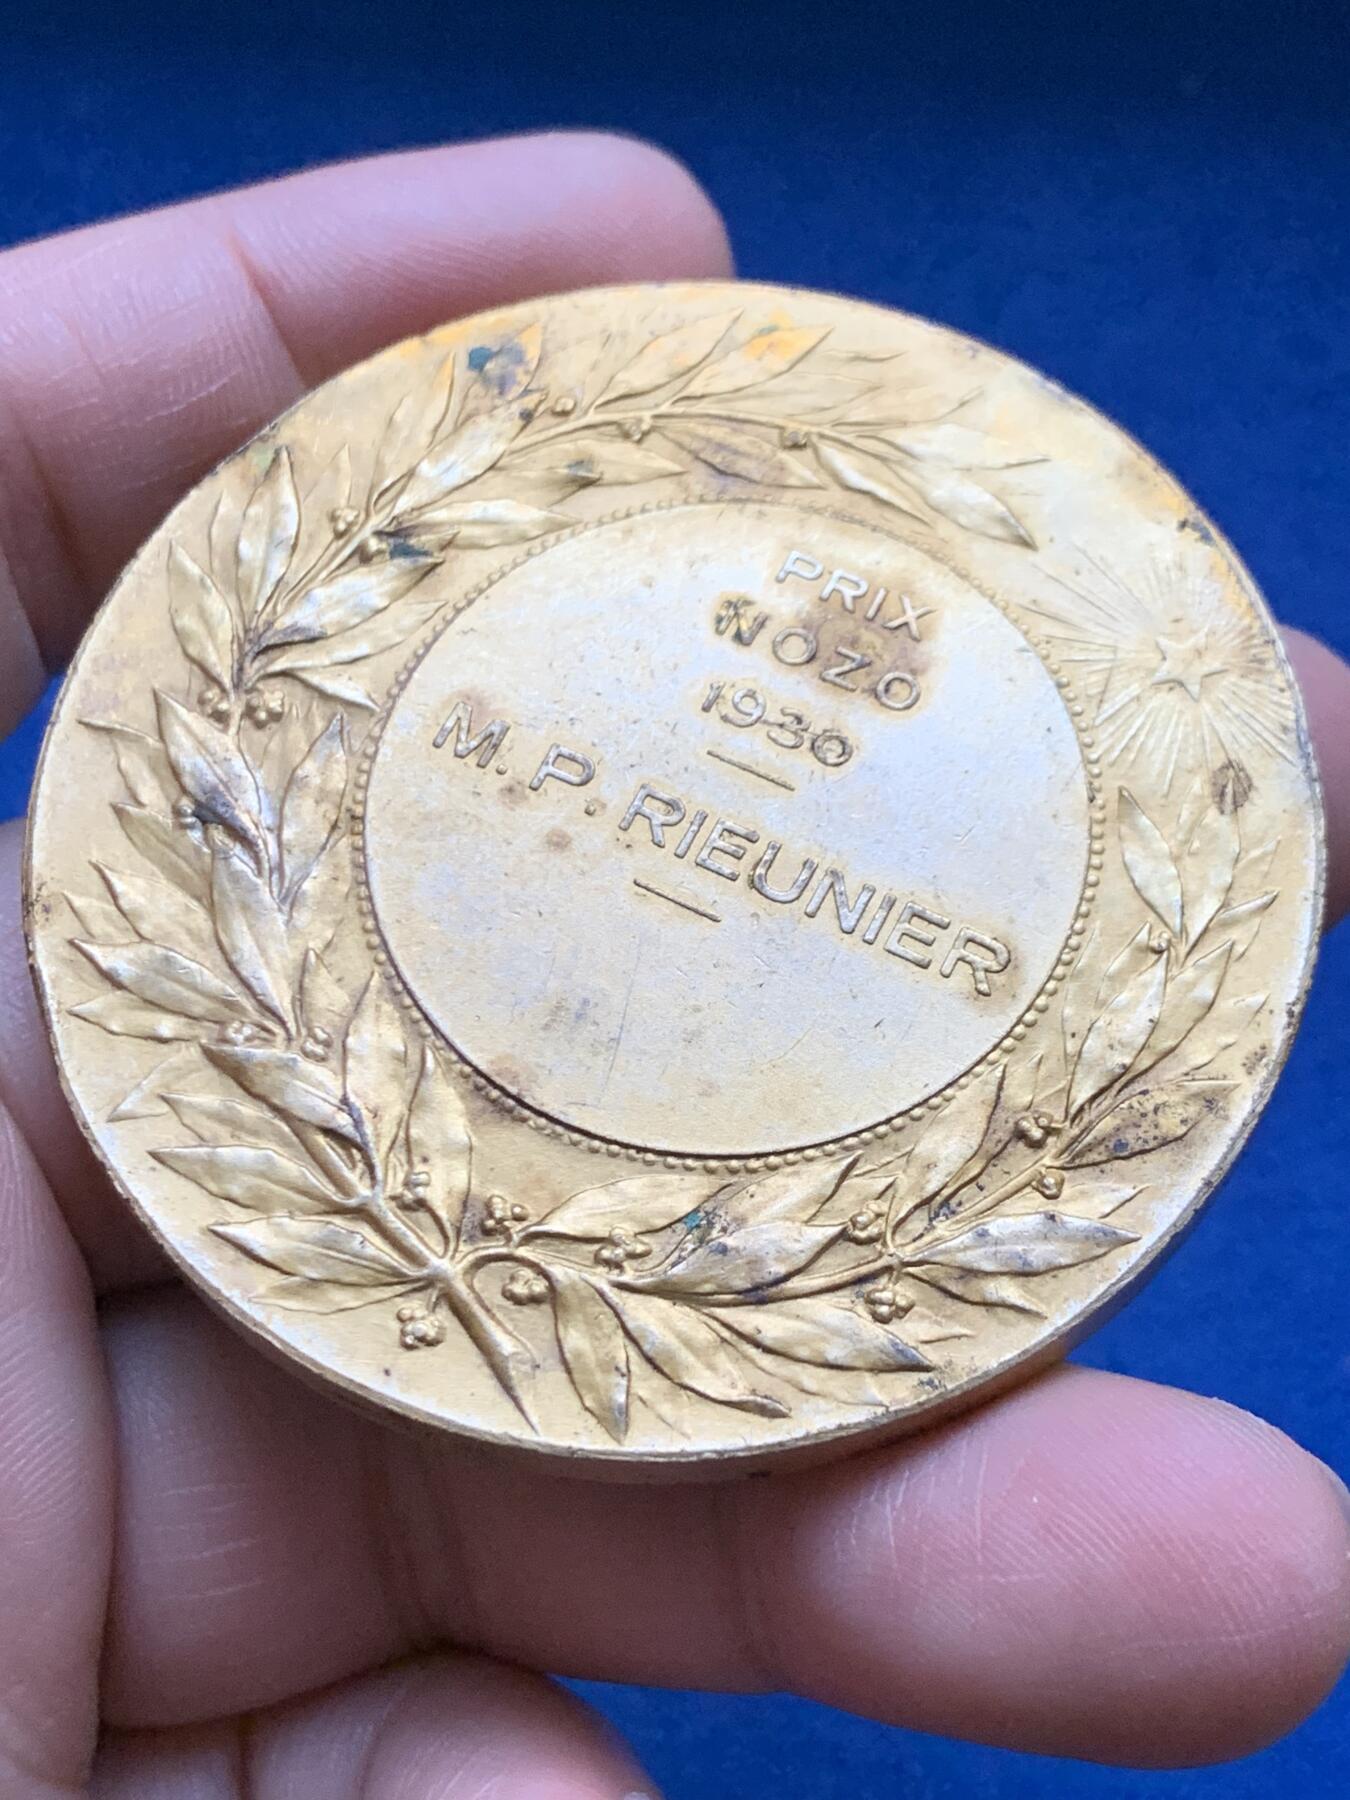 PRIX
NOZO
1930
M. P. RIEUNIER